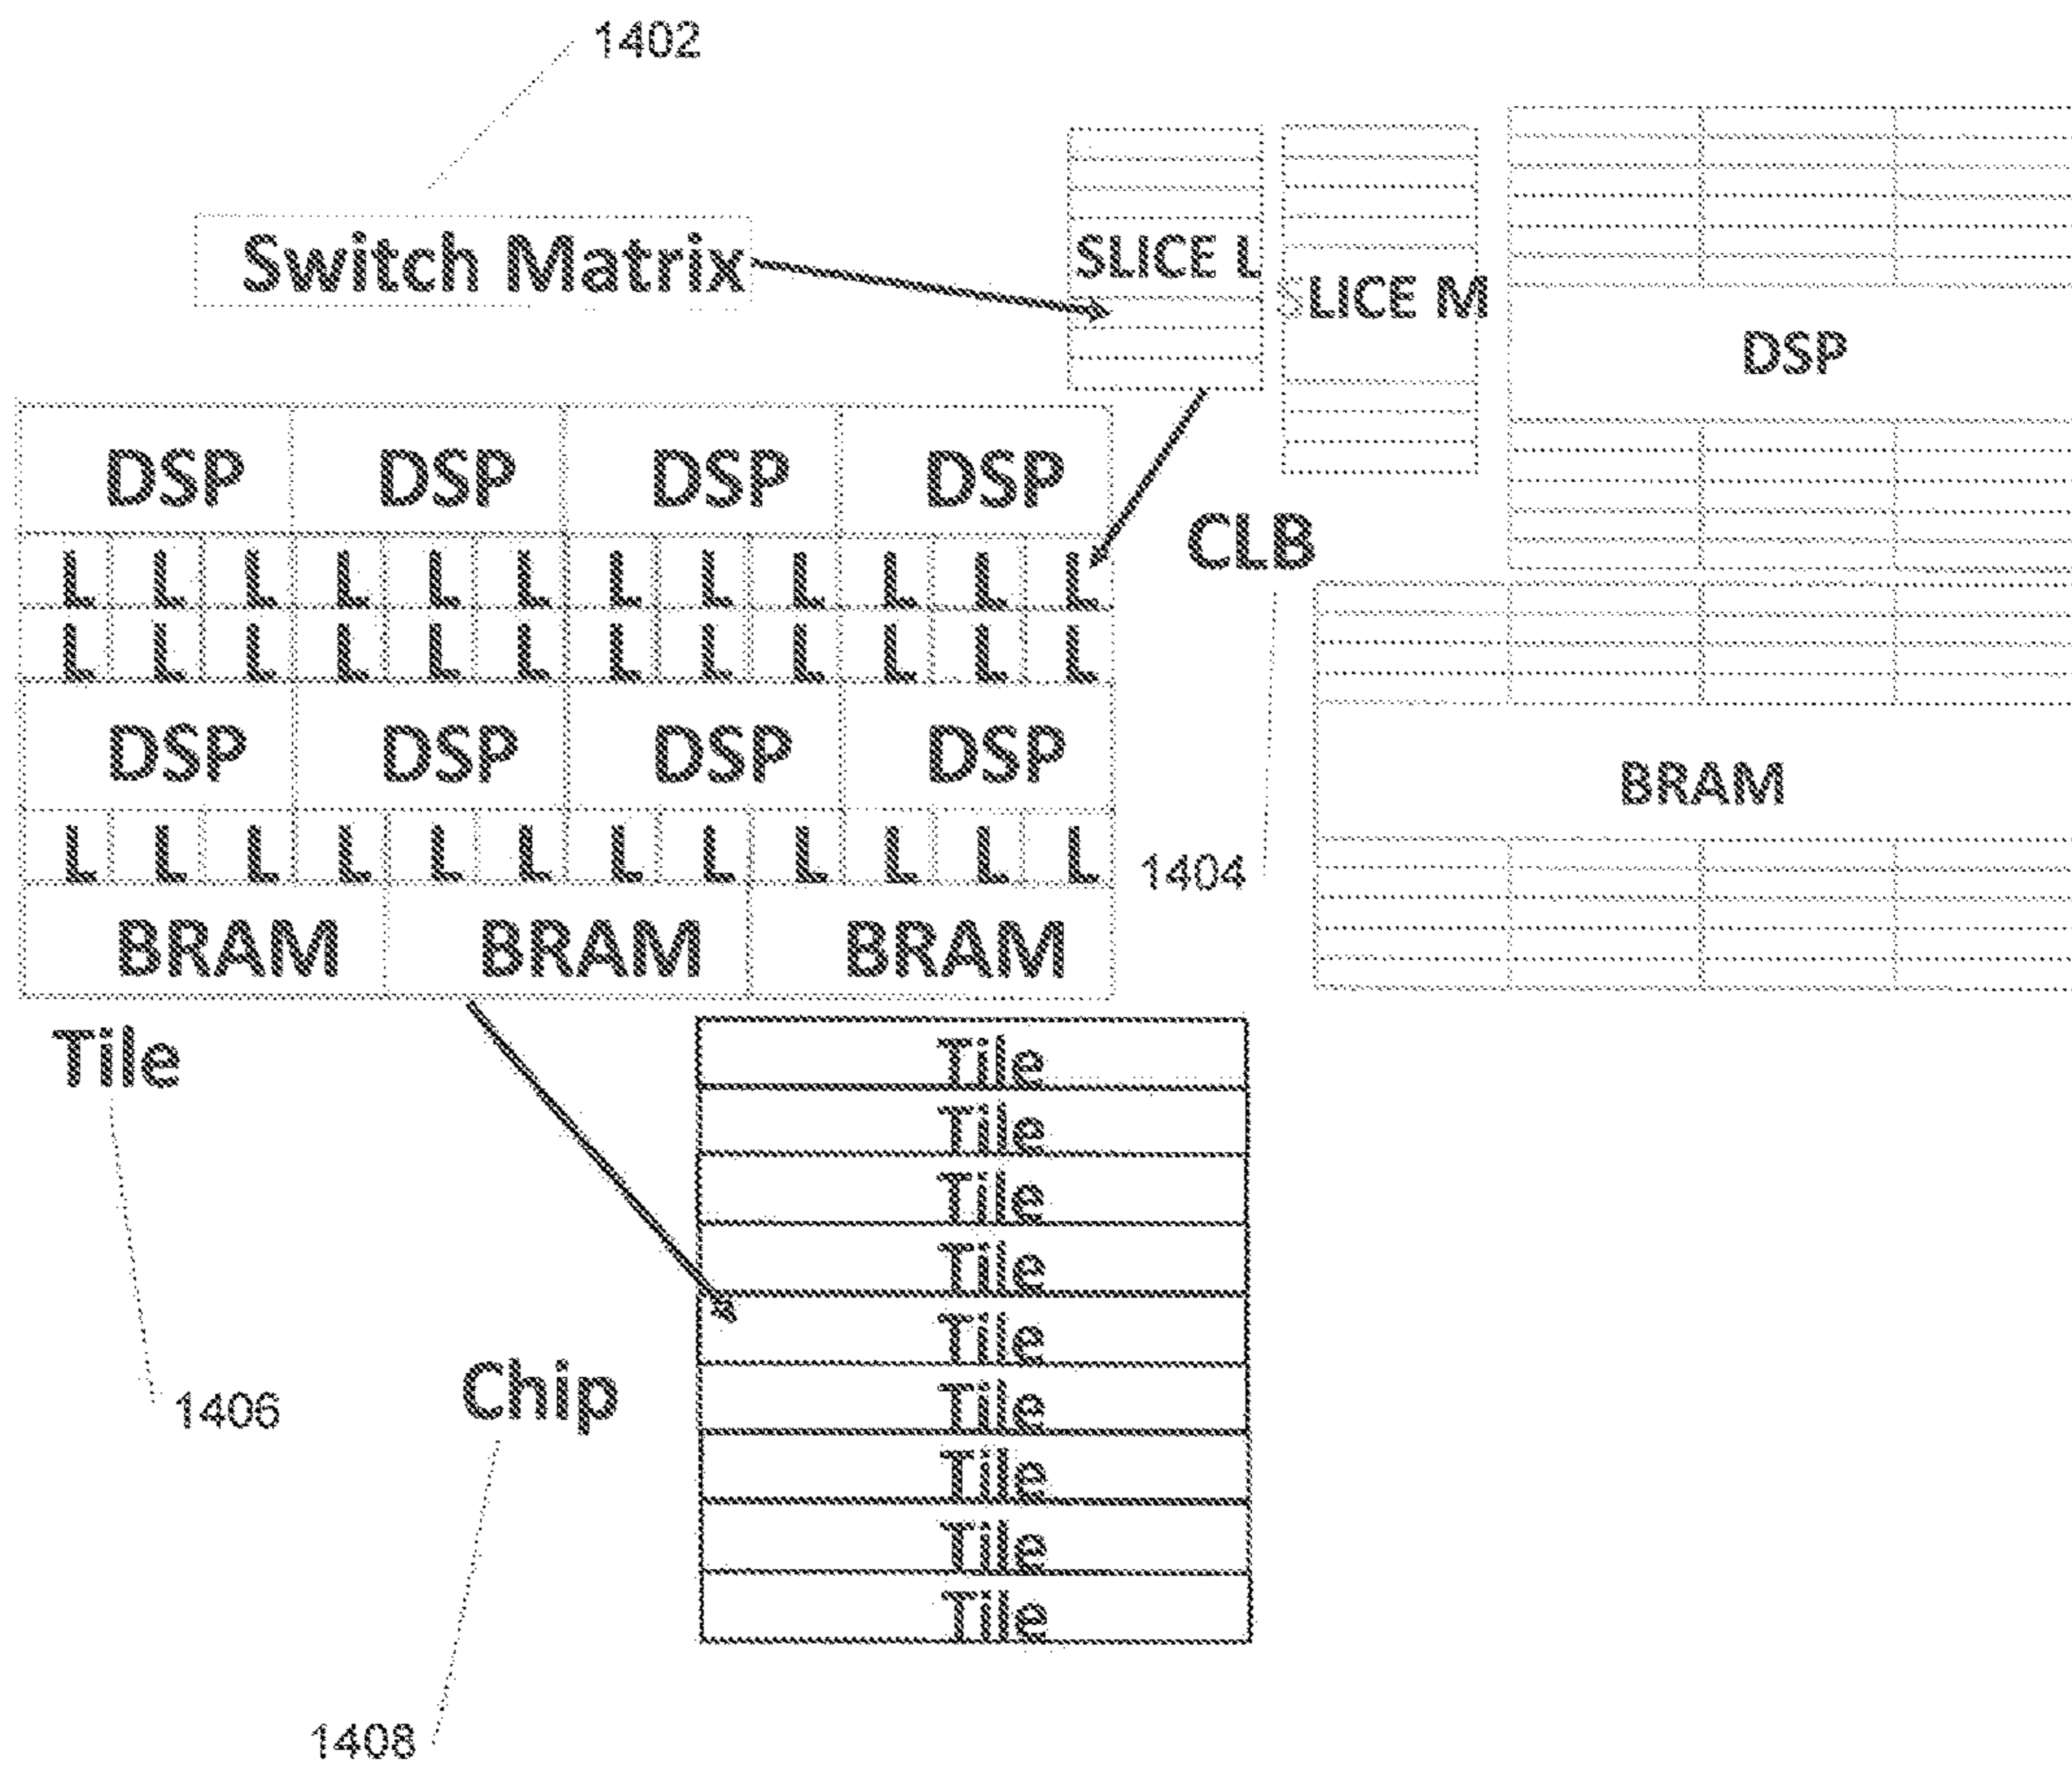 1402
Switch Matrix
SLICE L
SLICE M
DSP
DSP DSP DSP DSP
L L L L L L L L L L L L
L L L L L L L L L L L L
DSP DSP DSP DSP
L L L L L L L L L L L L
BRAM BRAM BRAM
CLB
1404
BRAM
Tile
1406
Chip
1408
Tile
Tile
Tile
Tile
Tile
Tile
Tile
Tile
Tile